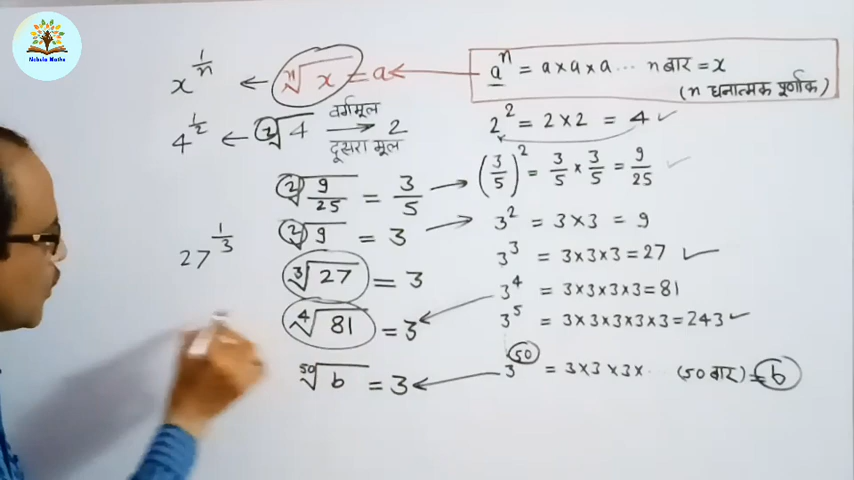 Nebula Maths
x^{1/n} ← ⁿ√x = a ← aⁿ = a×a×a ... n बार = x
(n धनात्मक पूर्णांक)
4^{1/2} ← ²√4 वर्गमूल → दूसरा मूल 2
2² = 2×2 = 4 ✓
²√(9/25) = 3/5 → (3/5)² = 3/5 × 3/5 = 9/25 ✓
²√9 = 3 → 3² = 3×3 = 9
27^{1/3} ³√27 = 3
3³ = 3×3×3 = 27 ✓
⁴√81 = 3 ← 3⁴ = 3×3×3×3 = 81
3⁵ = 3×3×3×3×3 = 243 ✓
⁵⁰√b = 3 ← 3⁵⁰ = 3×3×3×... (50 बार) = b